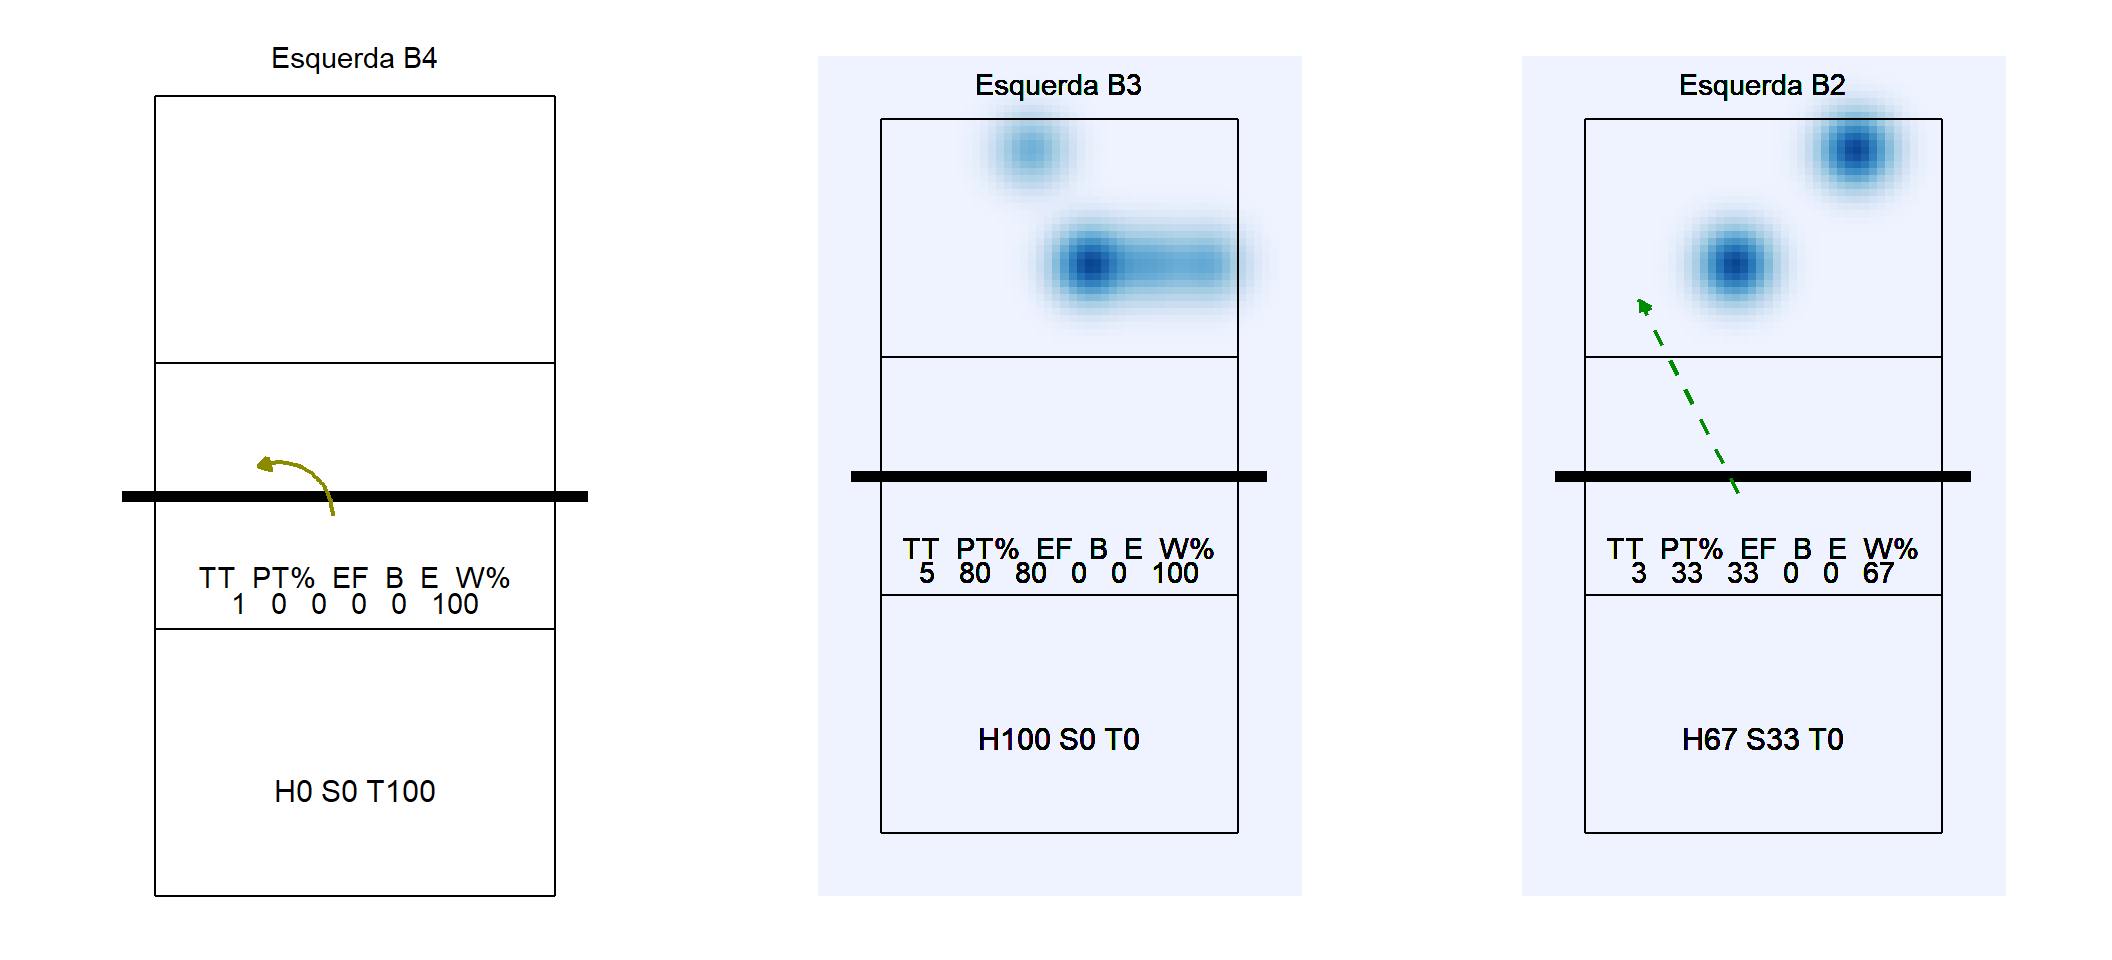 Esquerda B4
TT PT% EF B E W%
1 0 0 0 0 100
H0 S0 T100
Esquerda B3
TT PT% EF B E W%
5 80 80 0 0 100
H100 S0 T0
Esquerda B2
TT PT% EF B E W%
3 33 33 0 0 67
H67 S33 T0